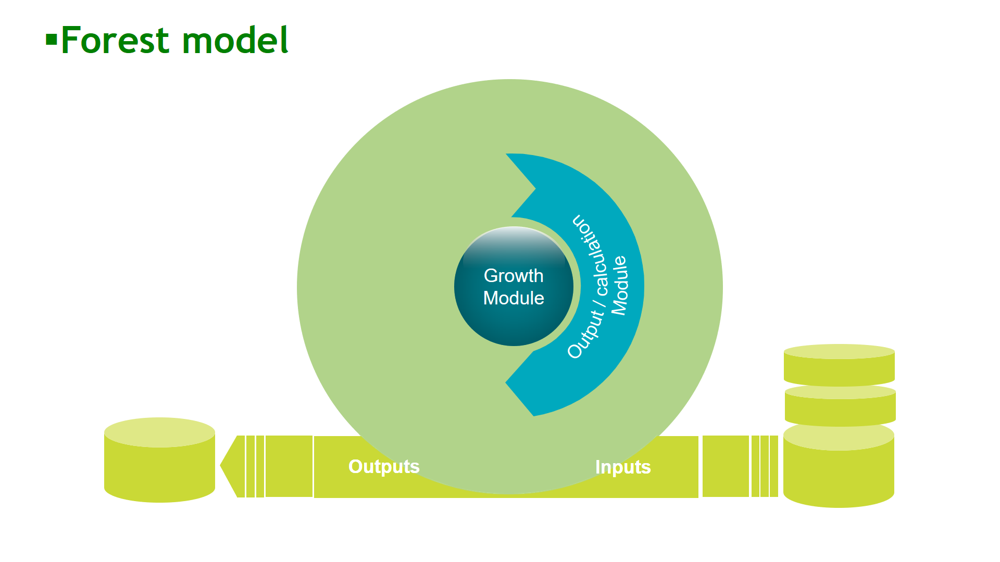 ▪Forest model
Growth
Module
Output / calculation
Module
Outputs
Inputs